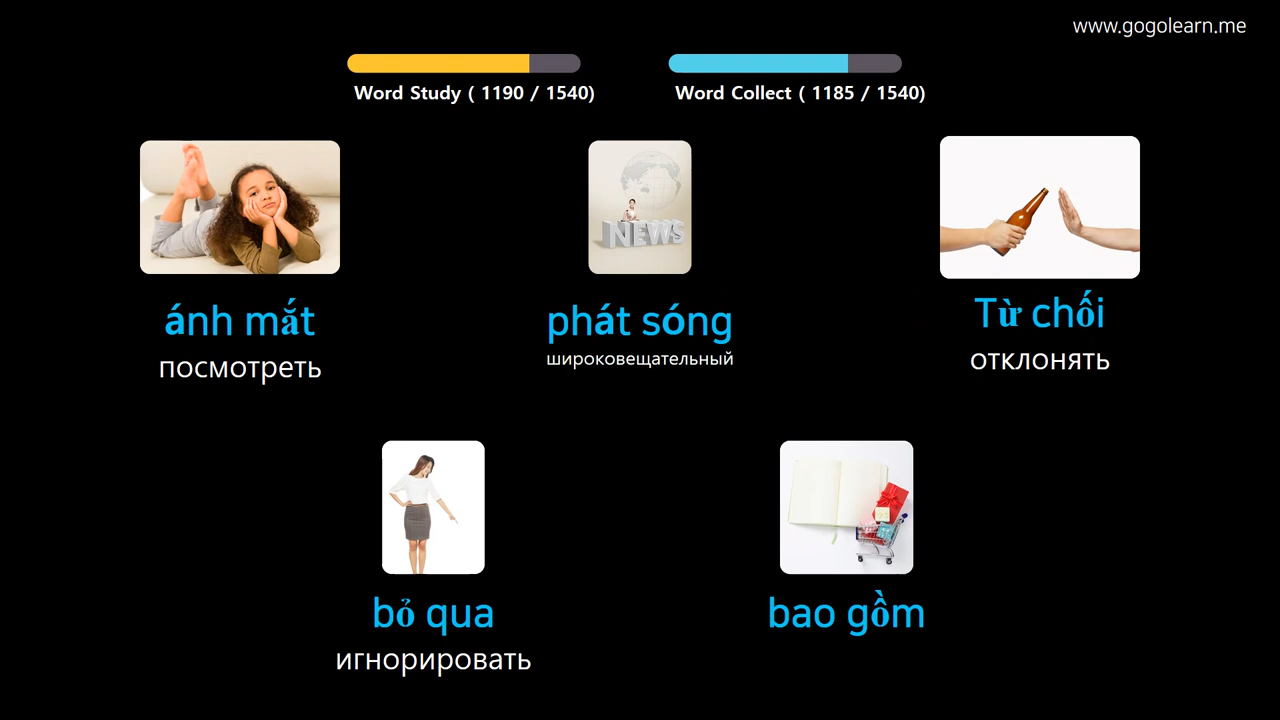 www.gogolearn.me
Word Study ( 1190 / 1540)
Word Collect ( 1185 / 1540)
NEWS
ánh mắt
посмотреть
phát sóng
широковещательный
Từ chối
отклонять
bỏ qua
игнорировать
bao gồm